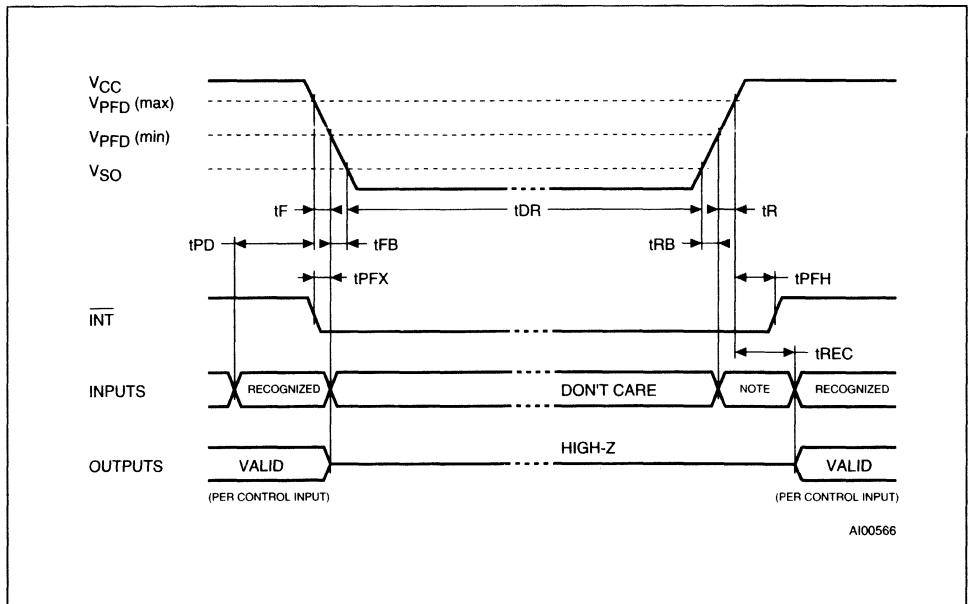 VCC
VPFD (max)
VPFD (min)
VSO
tF
tDR
tR
tPD
tFB
tRB
tPFX
tPFH
INT
tREC
INPUTS
RECOGNIZED
DON'T CARE
NOTE
RECOGNIZED
HIGH-Z
OUTPUTS
VALID
VALID
(PER CONTROL INPUT)
(PER CONTROL INPUT)
AI00566